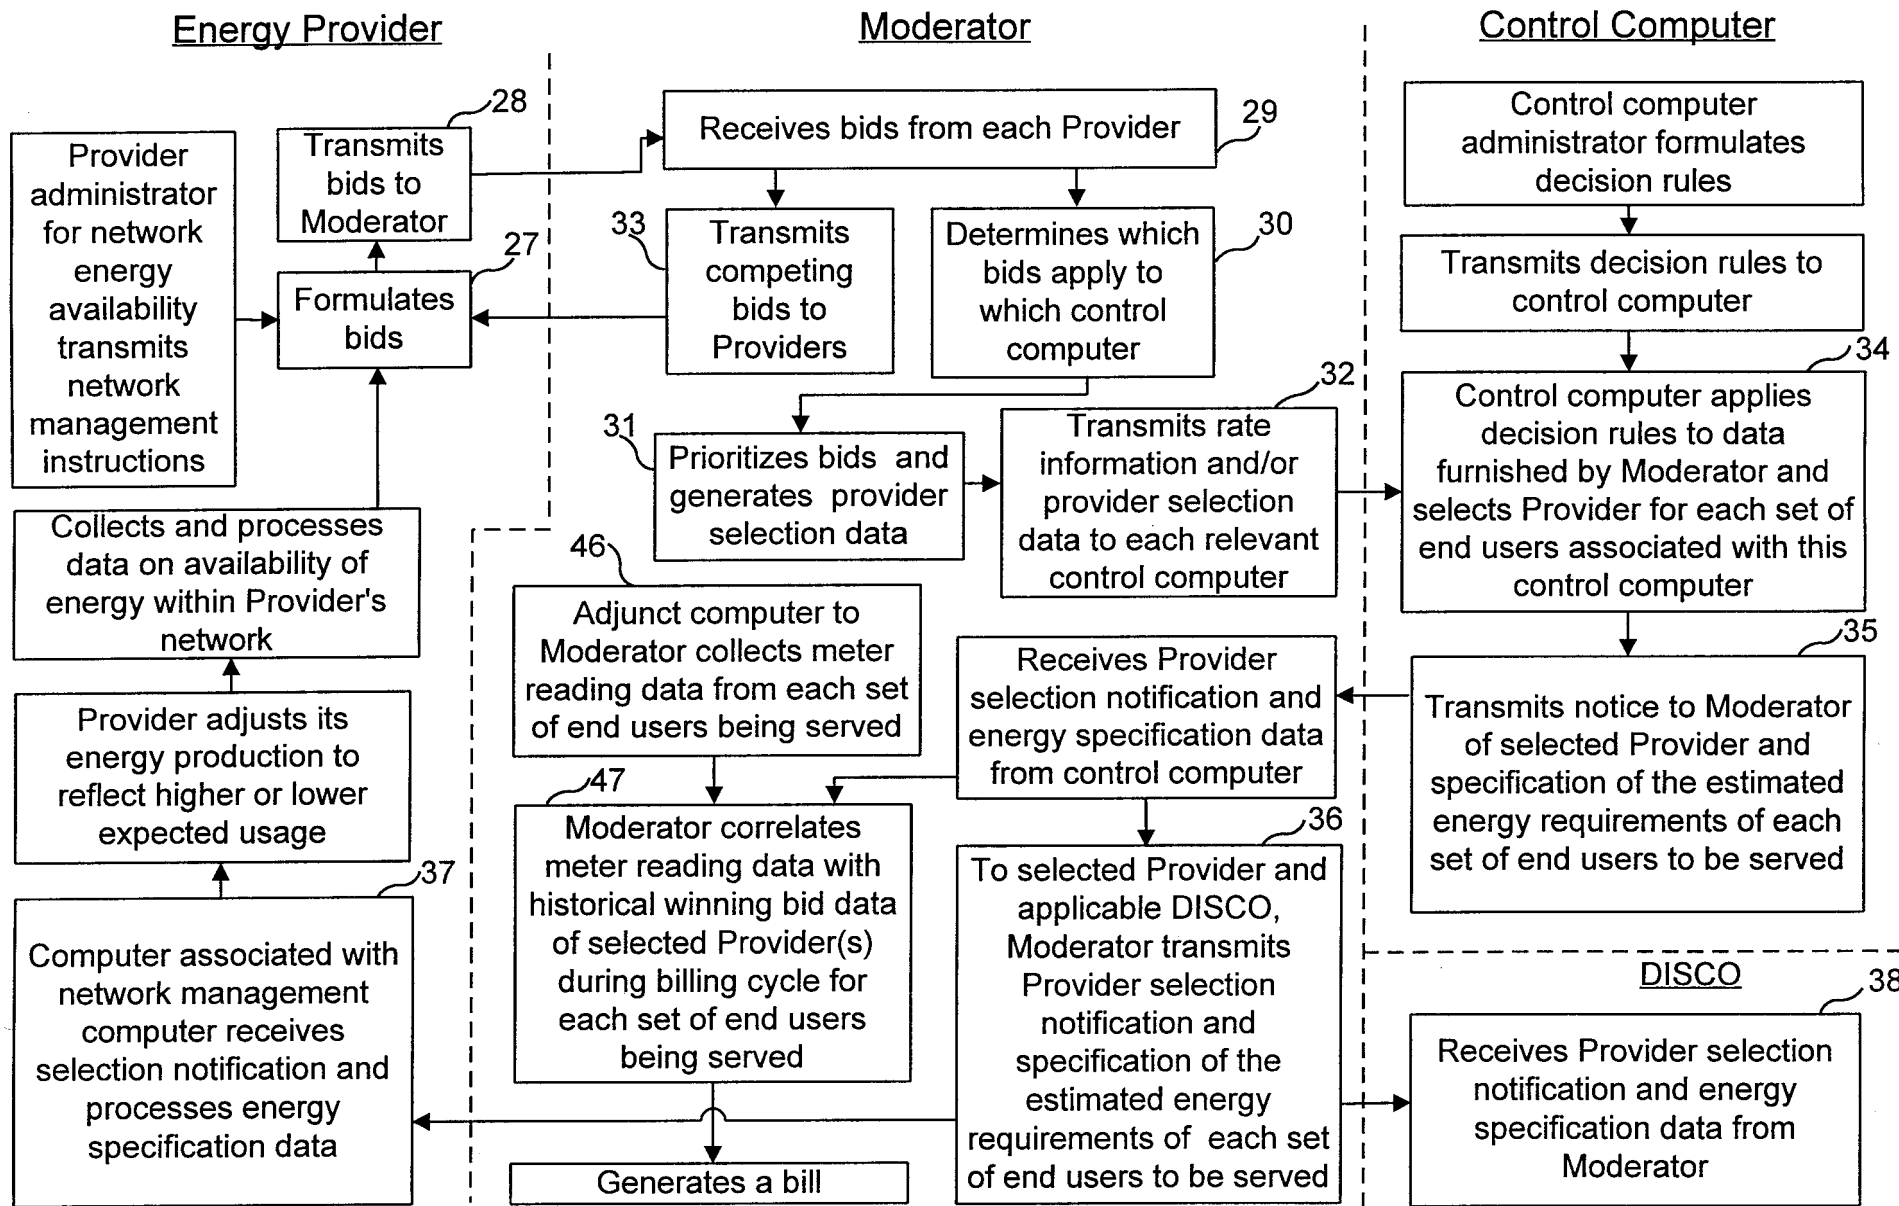 Energy Provider
Moderator
Control Computer
28
Provider
administrator
for network
energy
availability
transmits
network
management
instructions
Transmits
bids to
Moderator
27
Formulates
bids
Collects and processes
data on availability of
energy within Provider's
network
Provider adjusts its
energy production to
reflect higher or lower
expected usage
37
Computer associated with
network management
computer receives
selection notification and
processes energy
specification data
Receives bids from each Provider
29
33
Transmits
competing
bids to
Providers
Determines which
bids apply to
which control
computer
30
31
Prioritizes bids and
generates provider
selection data
32
Transmits rate
information and/or
provider selection
data to each relevant
control computer
46
Adjunct computer to
Moderator collects meter
reading data from each set
of end users being served
Receives Provider
selection notification and
energy specification data
from control computer
47
Moderator correlates
meter reading data with
historical winning bid data
of selected Provider(s)
during billing cycle for
each set of end users
being served
Generates a bill
36
To selected Provider and
applicable DISCO,
Moderator transmits
Provider selection
notification and
specification of the
estimated energy
requirements of each set
of end users to be served
Control computer
administrator formulates
decision rules
Transmits decision rules to
control computer
34
Control computer applies
decision rules to data
furnished by Moderator and
selects Provider for each set of
end users associated with this
control computer
35
Transmits notice to Moderator
of selected Provider and
specification of the estimated
energy requirements of each
set of end users to be served
DISCO
38
Receives Provider selection
notification and energy
specification data from
Moderator